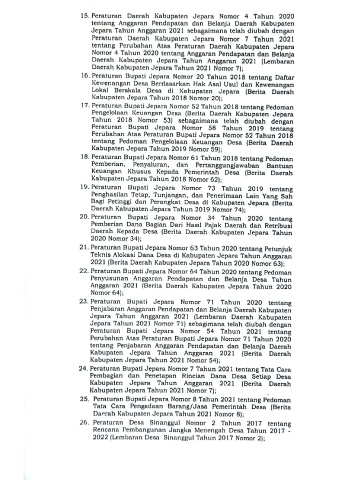 15. Peraturan Daerah Kabupaten Jepara Nomor 4 Tahun 2020
tentang Anggaran Pendapatan dan Belanja Daerah Kabupaten
Jepara Tahun Anggaran 2021 sebagaimana telah diubah dengan
Peraturan Daerah Kabupaten Jepara Nomor 7 Tahun 2021
tentang Perubahan Atas Peraturan Daerah Kabupaten Jepara
Nomor 4 Tahun 2020 tentang Anggaran Pendapatan dan Belanja
Daerah Kabupaten Jepara Tahun Anggaran 2021 (Lembaran
Daerah Kabupaten Jepara Tahun 2021 Nomor 7);
16. Peraturan Bupati Jepara Nomor 20 Tahun 2018 tentang Daftar
Kewenangan Desa Berdasarkan Hak Asal Usul dan Kewenangan
Lokal Berskala Desa di Kabupaten Jepara (Berita Daerah
Kabupaten Jepara Tahun 2018 Nomor 20);
17. Peraturan Bupati Jepara Nomor 52 Tahun 2018 tentang Pedoman
Pengelolaan Keuangan Desa (Berita Daerah Kabupaten Jepara
Tahun 2018 Nomor 53) sebagaimana telah diubah dengan
Peraturan Bupati Jepara Nomor 58 Tahun 2019 tentang
Perubahan Atas Peraturan Bupati Jepara Nomor 52 Tahun 2018
tentang Pedoman Pengelolaan Keuangan Desa (Berita Daerah
Kabupaten Jepara Tahun 2019 Nomor 59);
18. Peraturan Bupati Jepara Nomor 61 Tahun 2018 tentang Pedoman
Pemberian, Penyaluran, dan Pertanggungjawaban Bantuan
Keuangan Khusus Kepada Pemerintah Desa (Berita Daerah
Kabupaten Jepara Tahun 2018 Nomor 62);
19. Peraturan Bupati Jepara Nomor 73 Tahun 2019 tentang
Penghasilan Tetap, Tunjangan, dan Penerimaan Lain Yang Sah
Bagi Petinggi dan Perangkat Desa di Kabupaten Jepara (Berita
Daerah Kabupaten Jepara Tahun 2019 Nomor 74);
20. Peraturan Bupati Jepara Nomor 34 Tahun 2020 tentang
Pemberian Dana Bagian Dari Hasil Pajak Daerah dan Retribusi
Daerah Kepada Desa (Berita Daerah Kabupaten Jepara Tahun
2020 Nomor 34);
21. Peraturan Bupati Jepara Nomor 63 Tahun 2020 tentang Petunjuk
Teknis Alokasi Dana Desa di Kabupaten Jepara Tahun Anggaran
2021 (Berita Daerah Kabupaten Jepara Tahun 2020 Nomor 63);
22. Peraturan Bupati Jepara Nomor 64 Tahun 2020 tentang Pedoman
Penyusunan Anggaran Pendapatan dan Belanja Desa Tahun
Anggaran 2021 (Berita Daerah Kabupaten Jepara Tahun 2020
Nomor 64);
23. Peraturan Bupati Jepara Nomor 71 Tahun 2020 tentang
Penjabaran Anggaran Pendapatan dan Belanja Daerah Kabupaten
Jepara Tahun Anggaran 2021 (Lembaran Daerah Kabupaten
Jepara Tahun 2021 Nomor 71) sebagimana telah diubah dengan
Peraturan Bupati Jepara Nomor 54 Tahun 2021 tentang
Perubahan Atas Peraturan Bupati Jepara Nomor 71 Tahun 2020
tentang Penjabaran Anggaran Pendapatan dan Belanja Daerah
Kabupaten Jepara Tahun Anggaran 2021 (Berita Daerah
Kabupaten Jepara Tahun 2021 Nomor 54);
24. Peraturan Bupati Jepara Nomor 7 Tahun 2021 tentang Tata Cara
Pembagian dan Penetapan Rincian Dana Desa Setiap Desa
Kabupaten Jepara Tahun Anggaran 2021 (Berita Daerah
Kabupaten Jepara Tahun 2021 Nomor 7);
25. Peraturan Bupati Jepara Nomor 8 Tahun 2021 tentang Pedoman
Tata Cara Pengadaan Barang/Jasa Pemerintah Desa (Berita
Daerah Kabupaten Jepara Tahun 2021 Nomor 8);
26. Peraturan Desa Sinanggul Nomor 2 Tahun 2017 tentang
Rencana Pembangunan Jangka Menengah Desa Tahun 2017 -
2022 (Lembaran Desa Sinanggul Tahun 2017 Nomor 2);